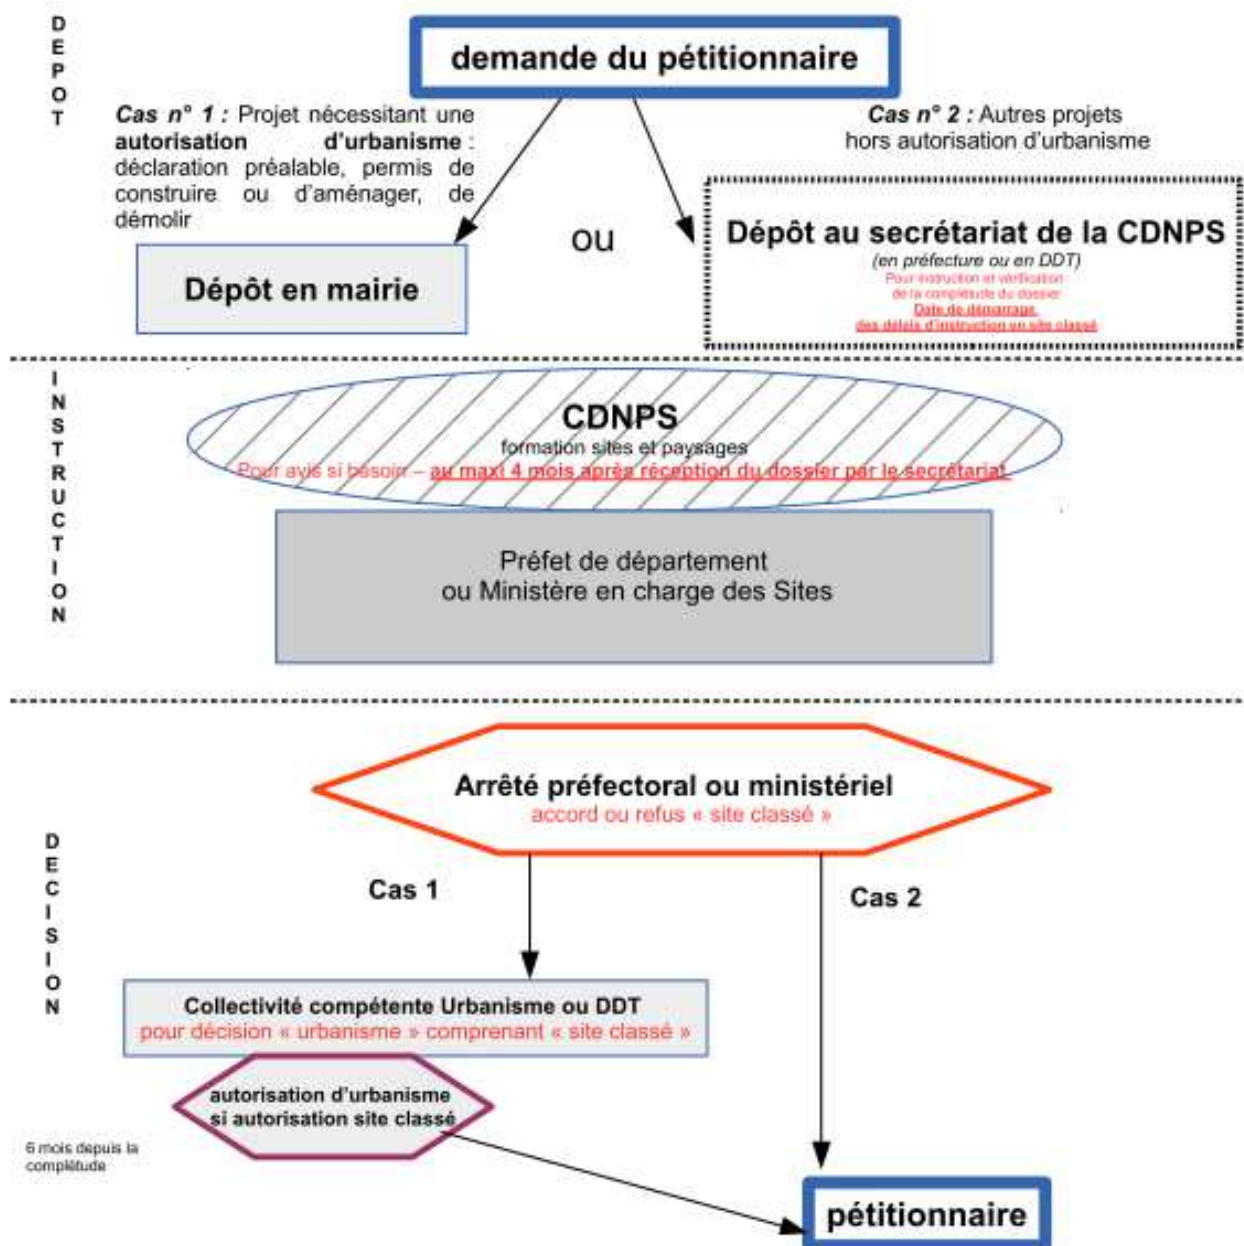 DEPOT
demande du pétitionnaire
Cas n° 1 : Projet nécessitant une
autorisation d'urbanisme :
déclaration préalable, permis de
construire ou d'aménager, de
démolir
Cas n° 2 : Autres projets
hors autorisation d'urbanisme
Dépôt en mairie
ou
Dépôt au secrétariat de la CDNPS
(en préfecture ou en DDT)
Pour instruction et vérification
de la complétude du dossier
Date de démarrage
des délais d'instruction en site classé
INSTRUCTION
CDNPS
formation sites et paysages
Pour avis si besoin – au maxi 4 mois après réception du dossier par le secrétariat
Préfet de département
ou Ministère en charge des Sites
DECISION
Arrêté préfectoral ou ministériel
accord ou refus « site classé »
Cas 1
Cas 2
Collectivité compétente Urbanisme ou DDT
pour décision « urbanisme » comprenant « site classé »
autorisation d'urbanisme
si autorisation site classé
6 mois depuis la
complétude
pétitionnaire